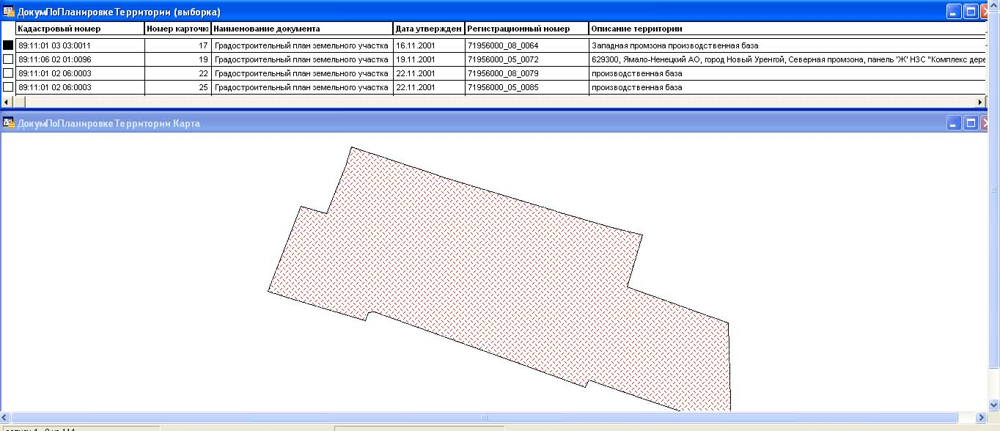 ДокумПоПланировкеТерритории (выборка)
Кадастровый номер Номер карточк Наименование документа Дата утвержден Регистрационный номер Описание территории
89:11:01 03 03:0011 17 Градостроительный план земельного участка 16.11.2001 71956000_08_0064 Западная промзона производственная база
89:11:06 02 01:0096 19 Градостроительный план земельного участка 19.11.2001 71956000_05_0072 629300, Ямало-Ненецкий АО, город Новый Уренгой, Северная промзона, панель 'Ж' НЗС "Комплекс дере
89:11:01 02 06:0003 22 Градостроительный план земельного участка 22.11.2001 71956000_08_0079 производственная база
89:11:01 02 06:0003 25 Градостроительный план земельного участка 22.11.2001 71956000_05_0085 производственная база
ДокумПоПланировкеТерритории Карта